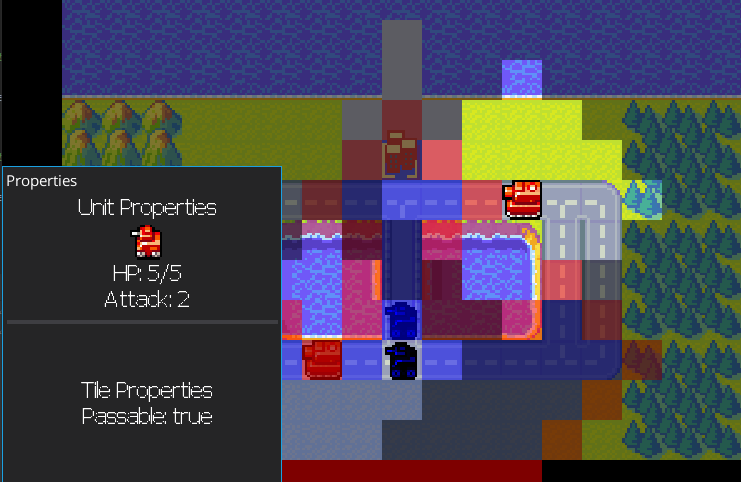 Properties
Unit Properties
HP: 5/5
Attack: 2
Tile Properties
Passable: true